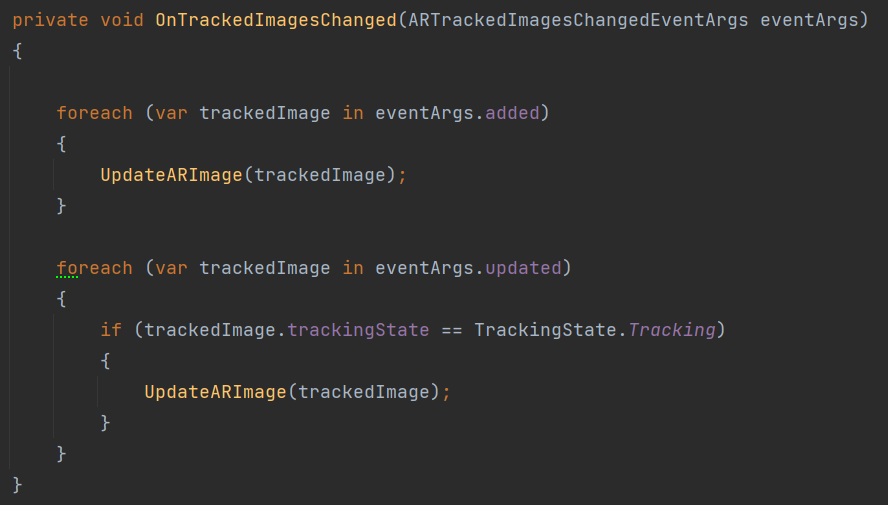 private void OnTrackedImagesChanged(ARTrackedImagesChangedEventArgs eventArgs)
{
foreach (var trackedImage in eventArgs.added)
{
UpdateARImage(trackedImage);
}
foreach (var trackedImage in eventArgs.updated)
{
if (trackedImage.trackingState == TrackingState.Tracking)
{
UpdateARImage(trackedImage);
}
}
}